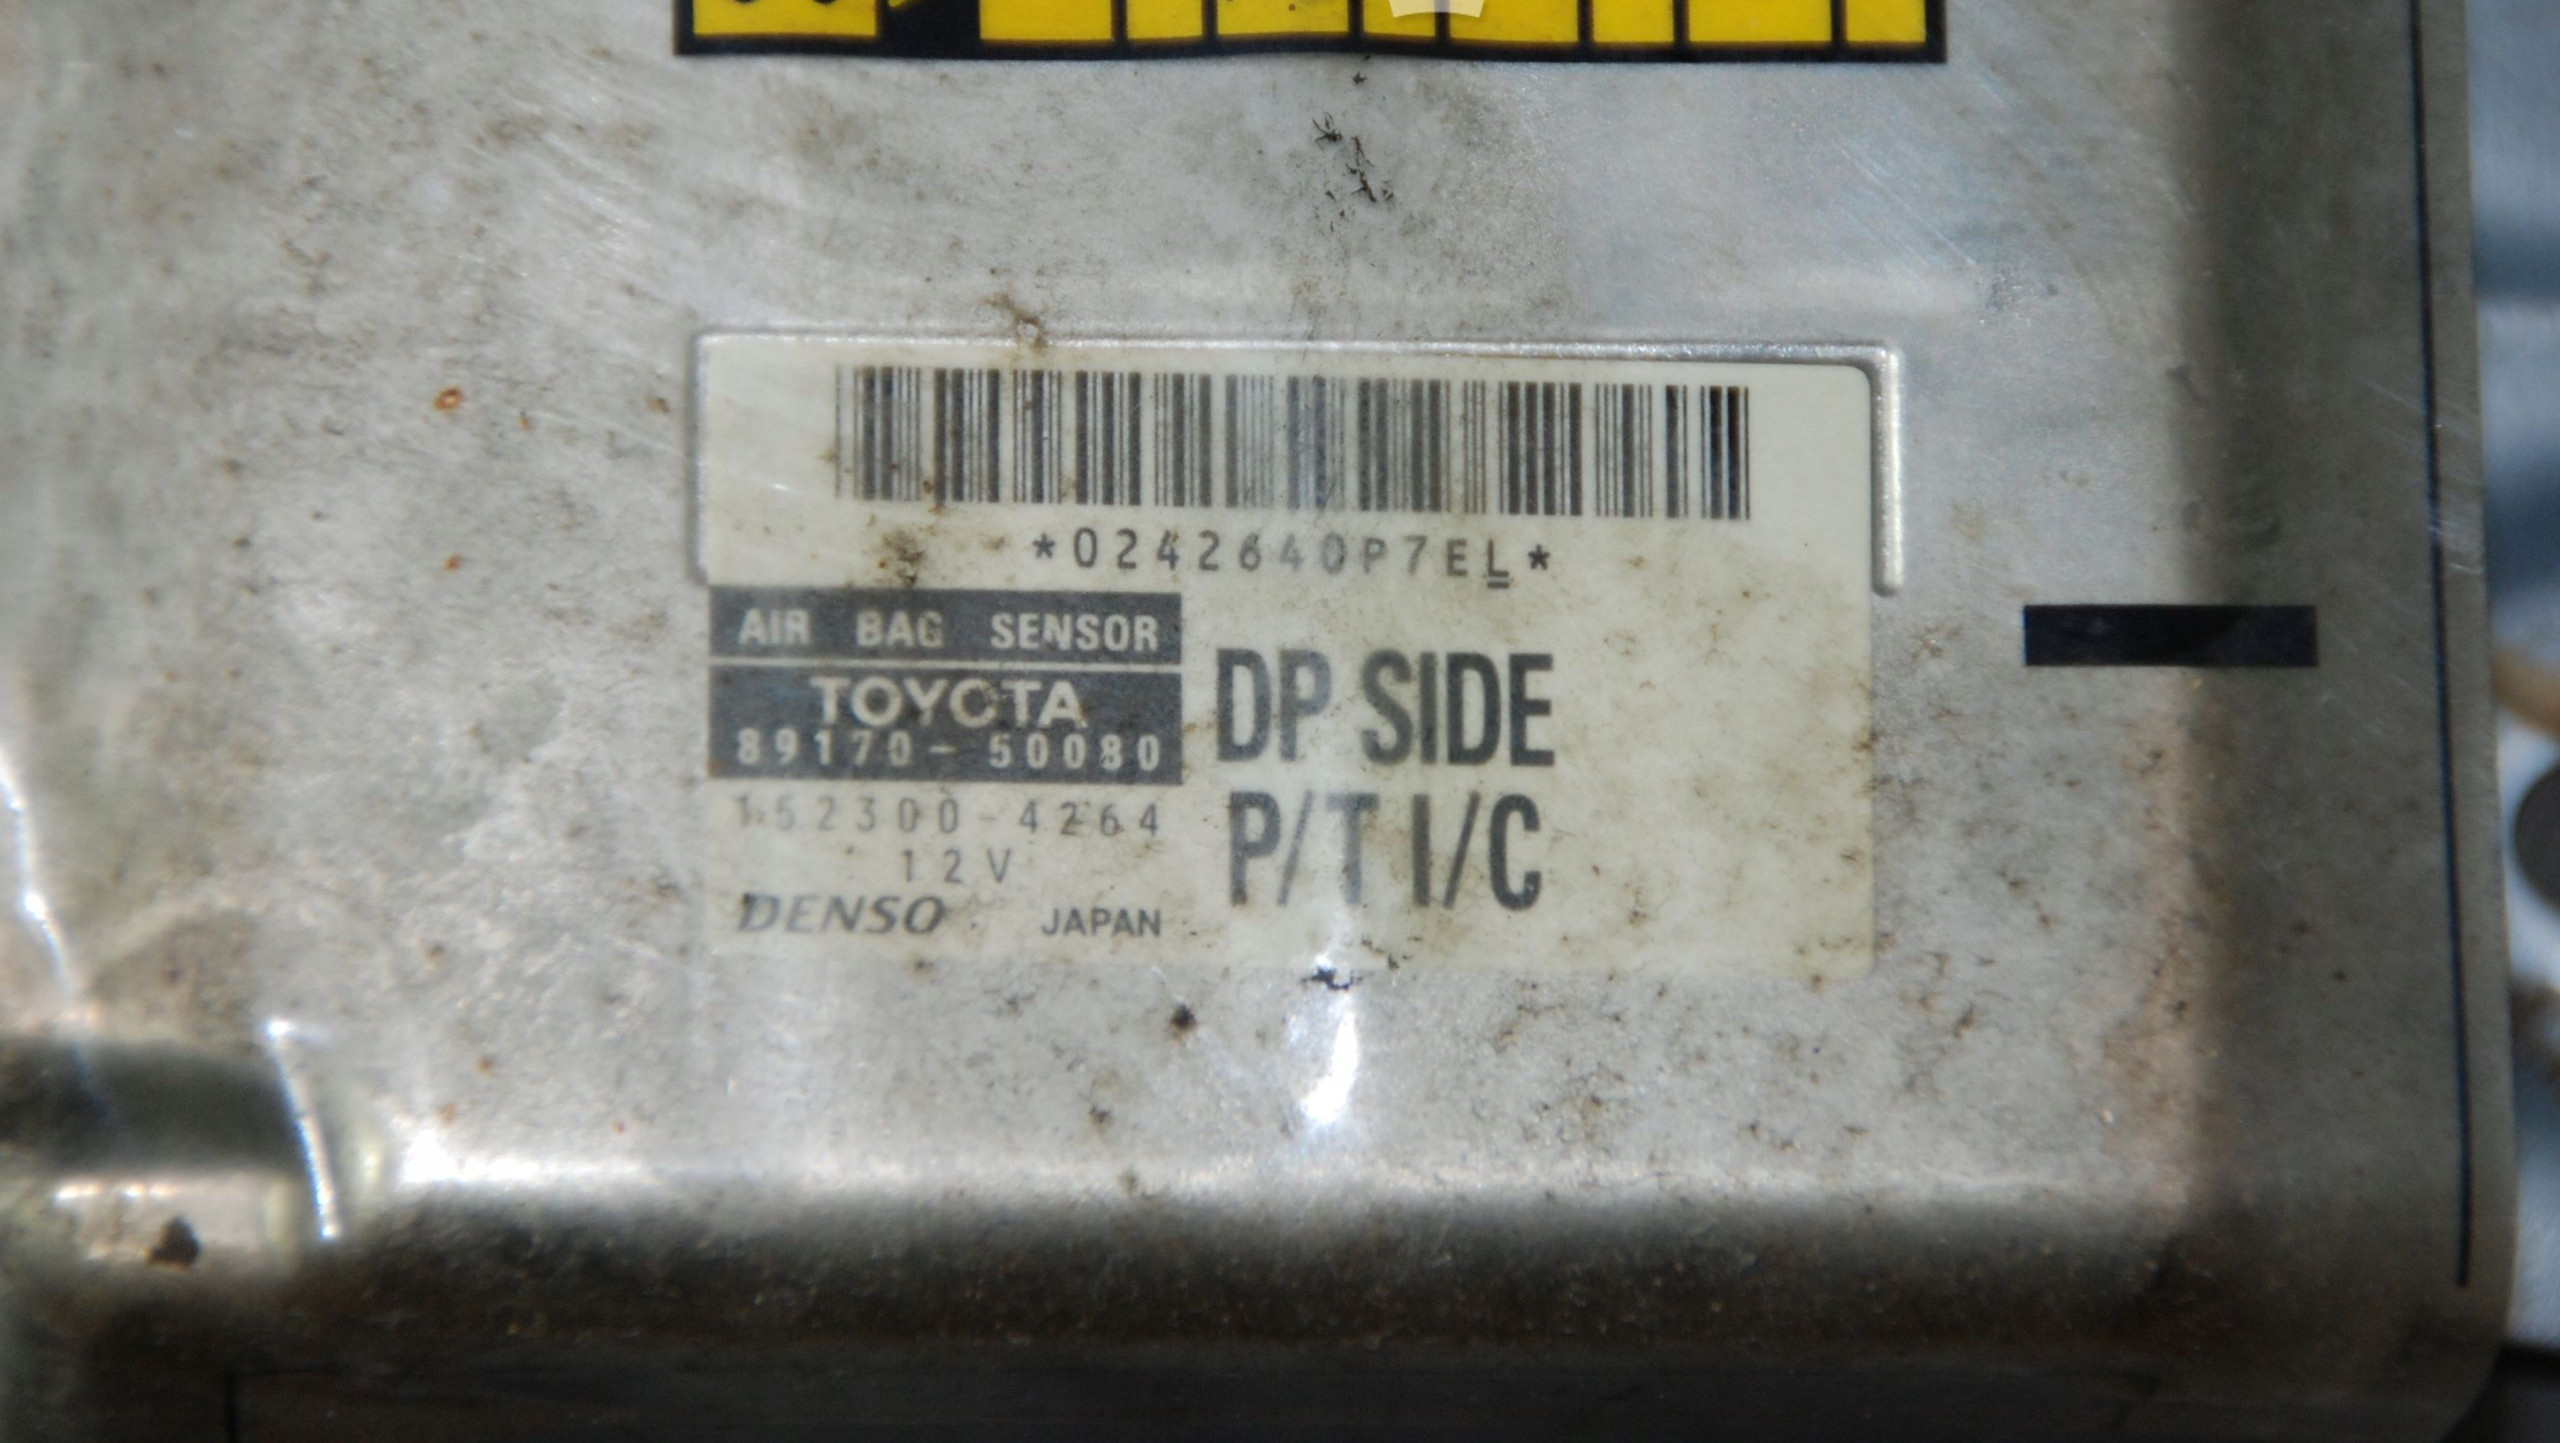 *0242640P7EL*
AIR BAG SENSOR
TOYOTA
89170-50080
152300-4264
12V
DENSO JAPAN
DP SIDE
P/T I/C